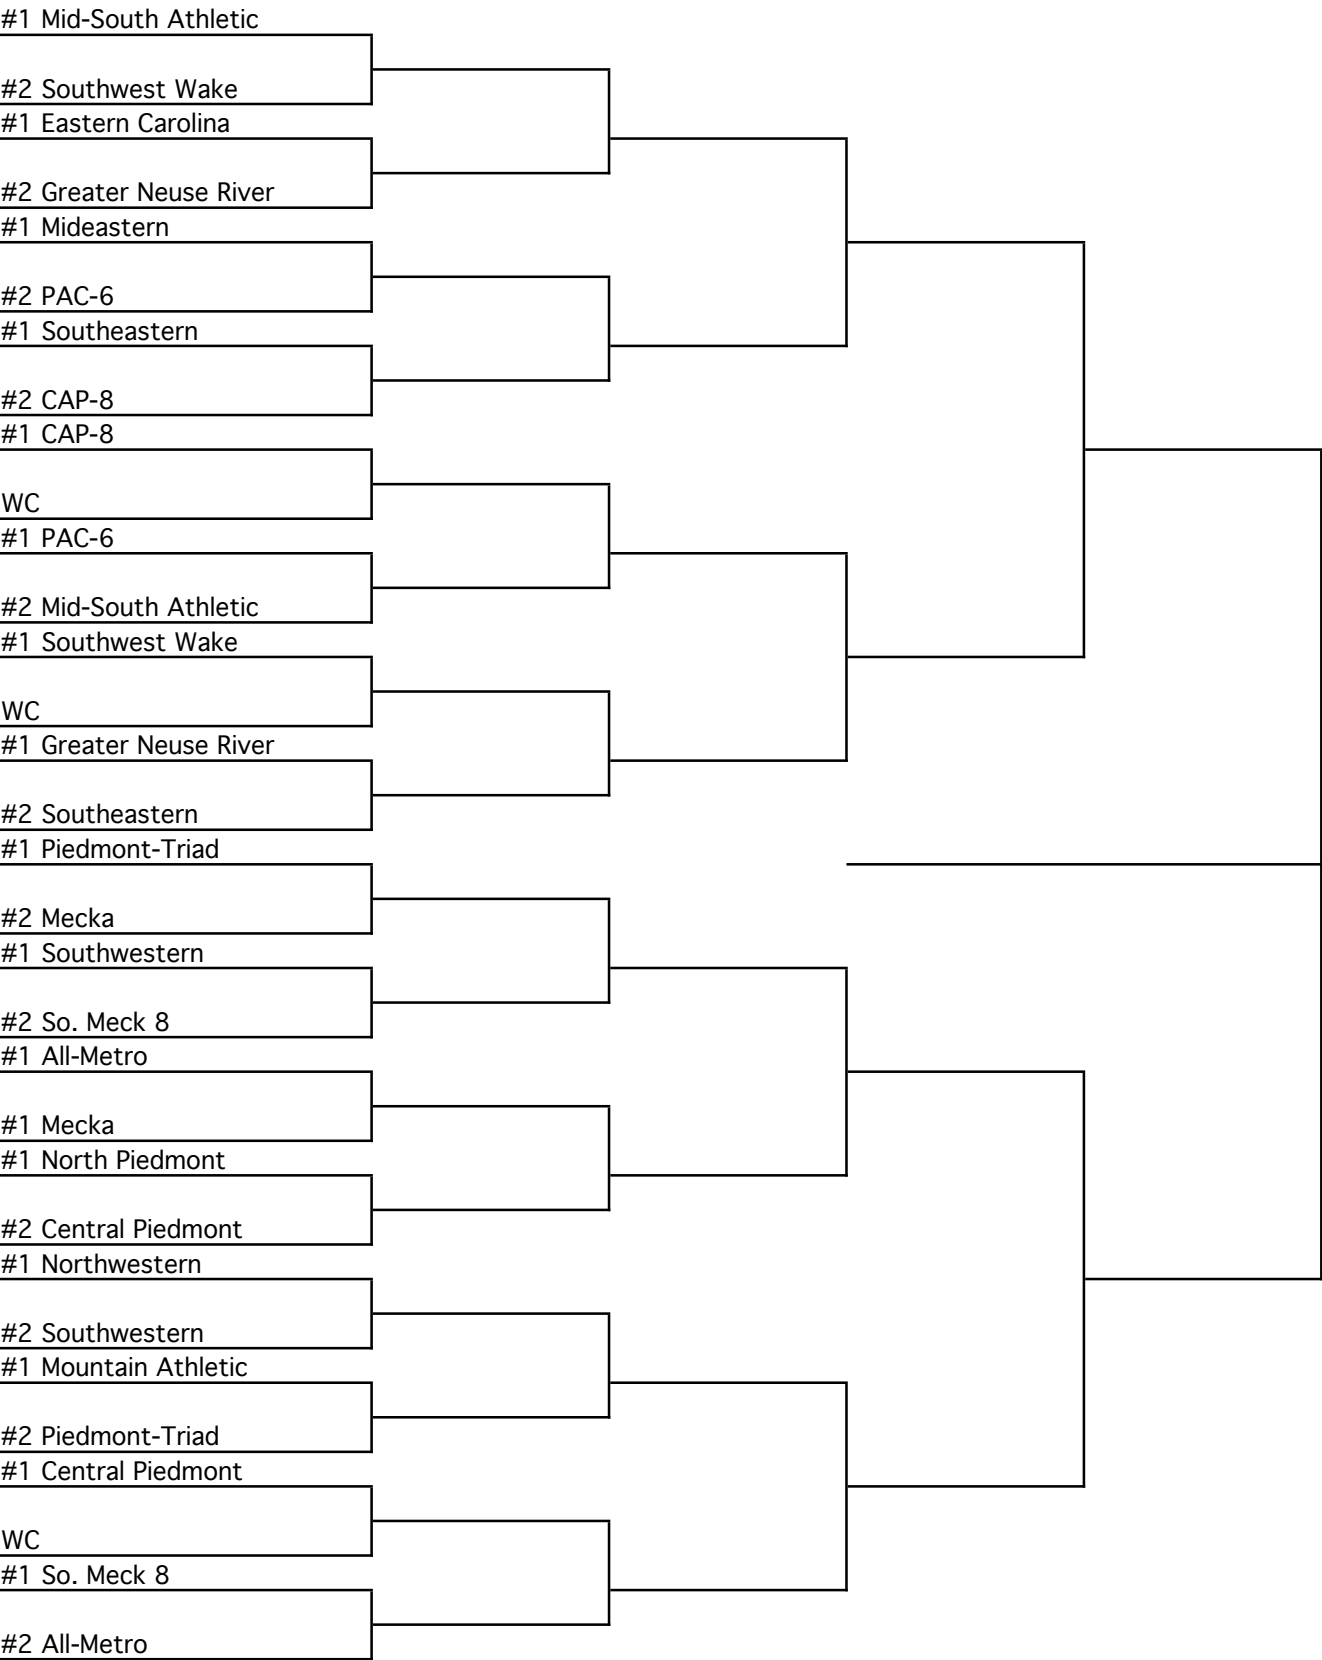 #1 Mid-South Athletic
#2 Southwest Wake
#1 Eastern Carolina
#2 Greater Neuse River
#1 Mideastern
#2 PAC-6
#1 Southeastern
#2 CAP-8
#1 CAP-8
WC
#1 PAC-6
#2 Mid-South Athletic
#1 Southwest Wake
WC
#1 Greater Neuse River
#2 Southeastern
#1 Piedmont-Triad
#2 Mecka
#1 Southwestern
#2 So. Meck 8
#1 All-Metro
#1 Mecka
#1 North Piedmont
#2 Central Piedmont
#1 Northwestern
#2 Southwestern
#1 Mountain Athletic
#2 Piedmont-Triad
#1 Central Piedmont
WC
#1 So. Meck 8
#2 All-Metro